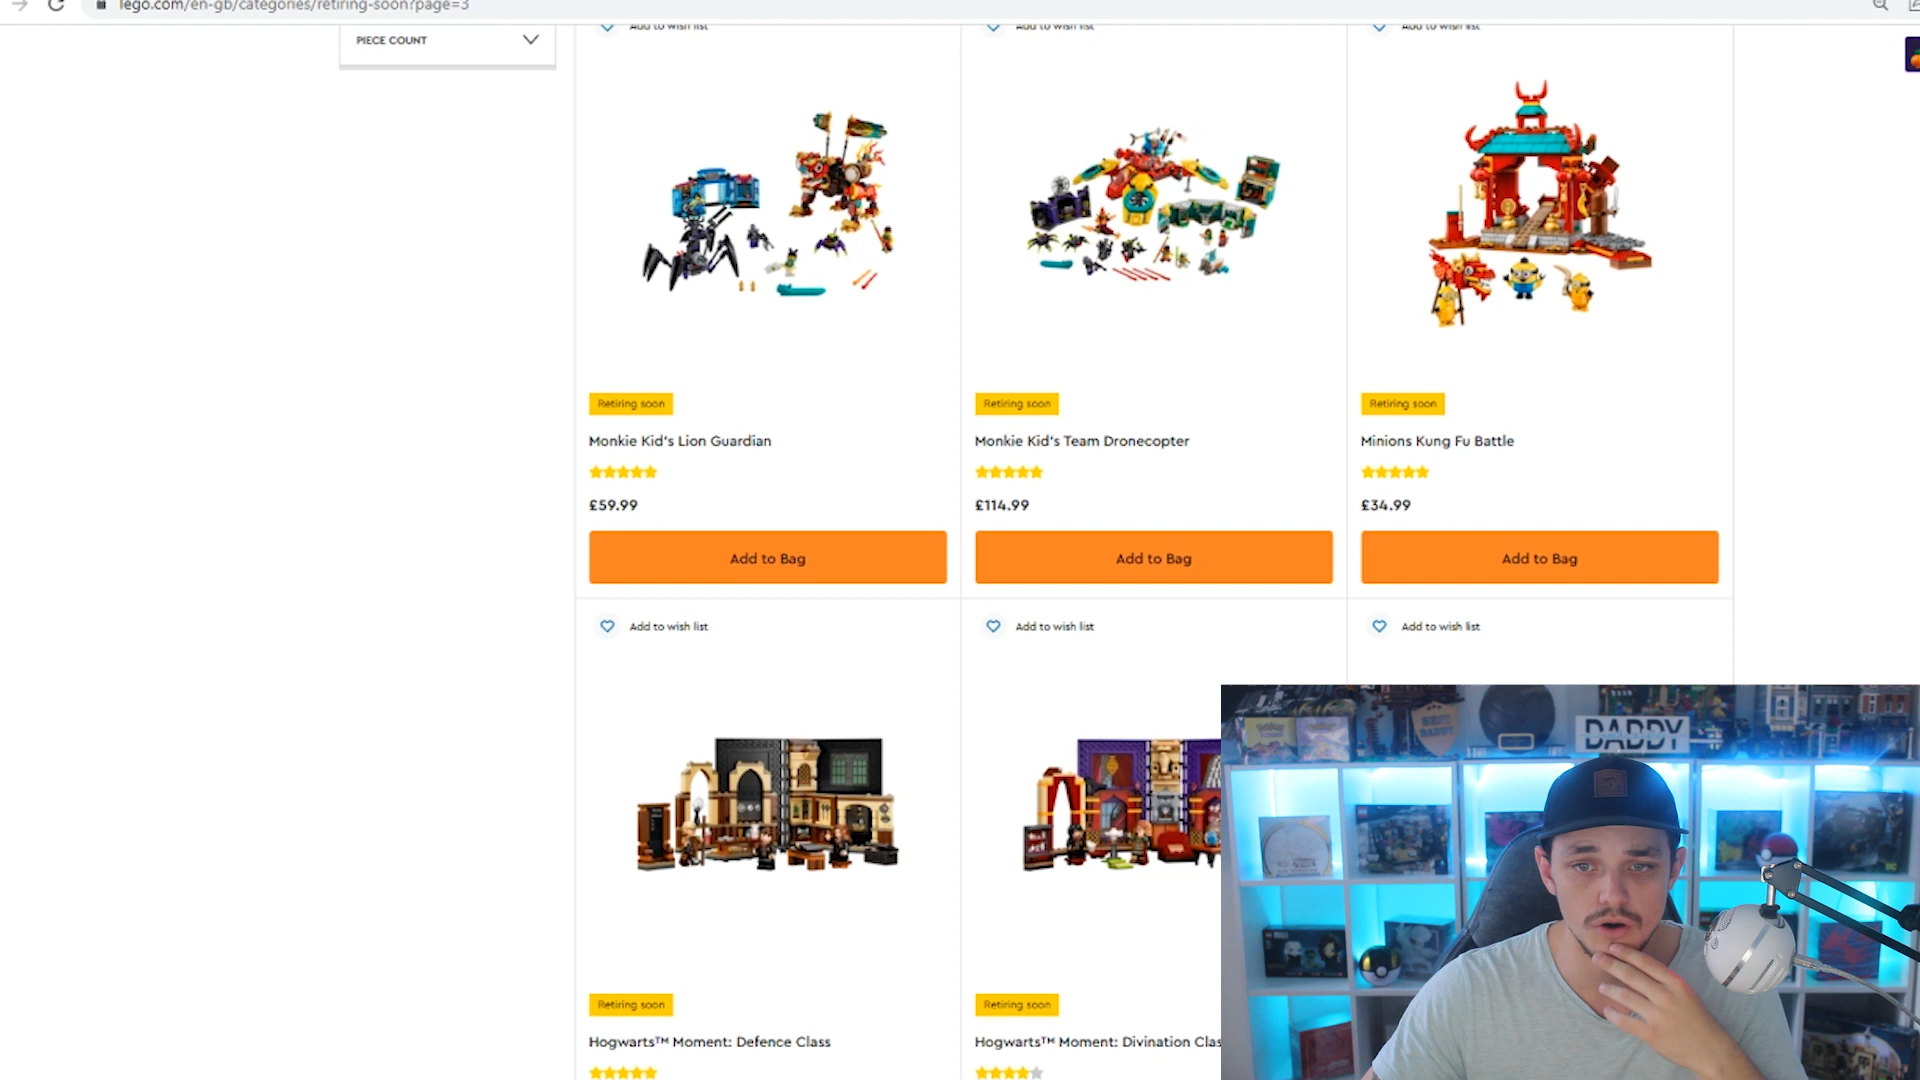 lego.com/en-gb/categories/retiring-soon?page=3
PIECE COUNT
Add to wish list
Add to wish list
Add to wish list
Retiring soon
Retiring soon
Retiring soon
Monkie Kid's Lion Guardian
Monkie Kid's Team Dronecopter
Minions Kung Fu Battle
£59.99
£114.99
£34.99
Add to Bag
Add to Bag
Add to Bag
Add to wish list
Add to wish list
Add to wish list
DADDY
Retiring soon
Retiring soon
Hogwarts™ Moment: Defence Class
Hogwarts™ Moment: Divination Clas